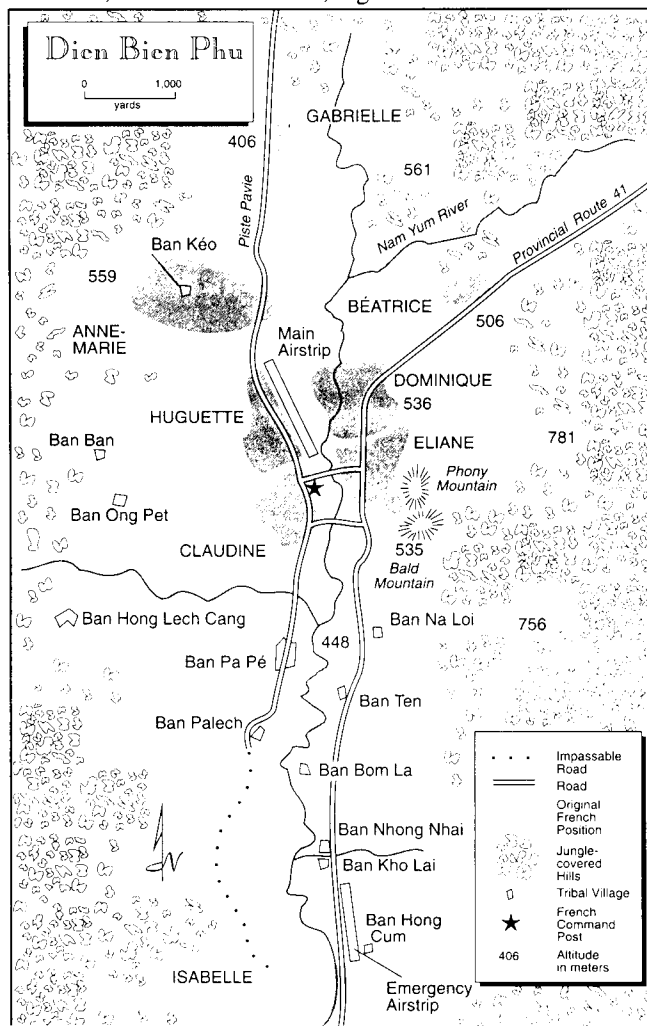 Dien Bien Phu
0 1,000
yards
GABRIELLE
406
561
Piste Pavie
Nam Yum River
Provincial Route 41
Ban Kéo
559
BÉATRICE
506
ANNE-
MARIE
Main
Airstrip
DOMINIQUE
536
HUGUETTE
ELIANE
781
Ban Ban
Phony
Mountain
Ban Ong Pet
CLAUDINE
535
Bald
Mountain
Ban Hong Lech Cang
Ban Na Loi
756
448
Ban Pa Pé
Ban Ten
Ban Palech
Ban Bom La
N
Ban Nhong Nhai
Ban Kho Lai
Ban Hong
Cum
ISABELLE
Emergency
Airstrip
Impassable
Road
Road
Original
French
Position
Jungle-
covered
Hills
Tribal Village
French
Command
Post
406 Altitude
in meters